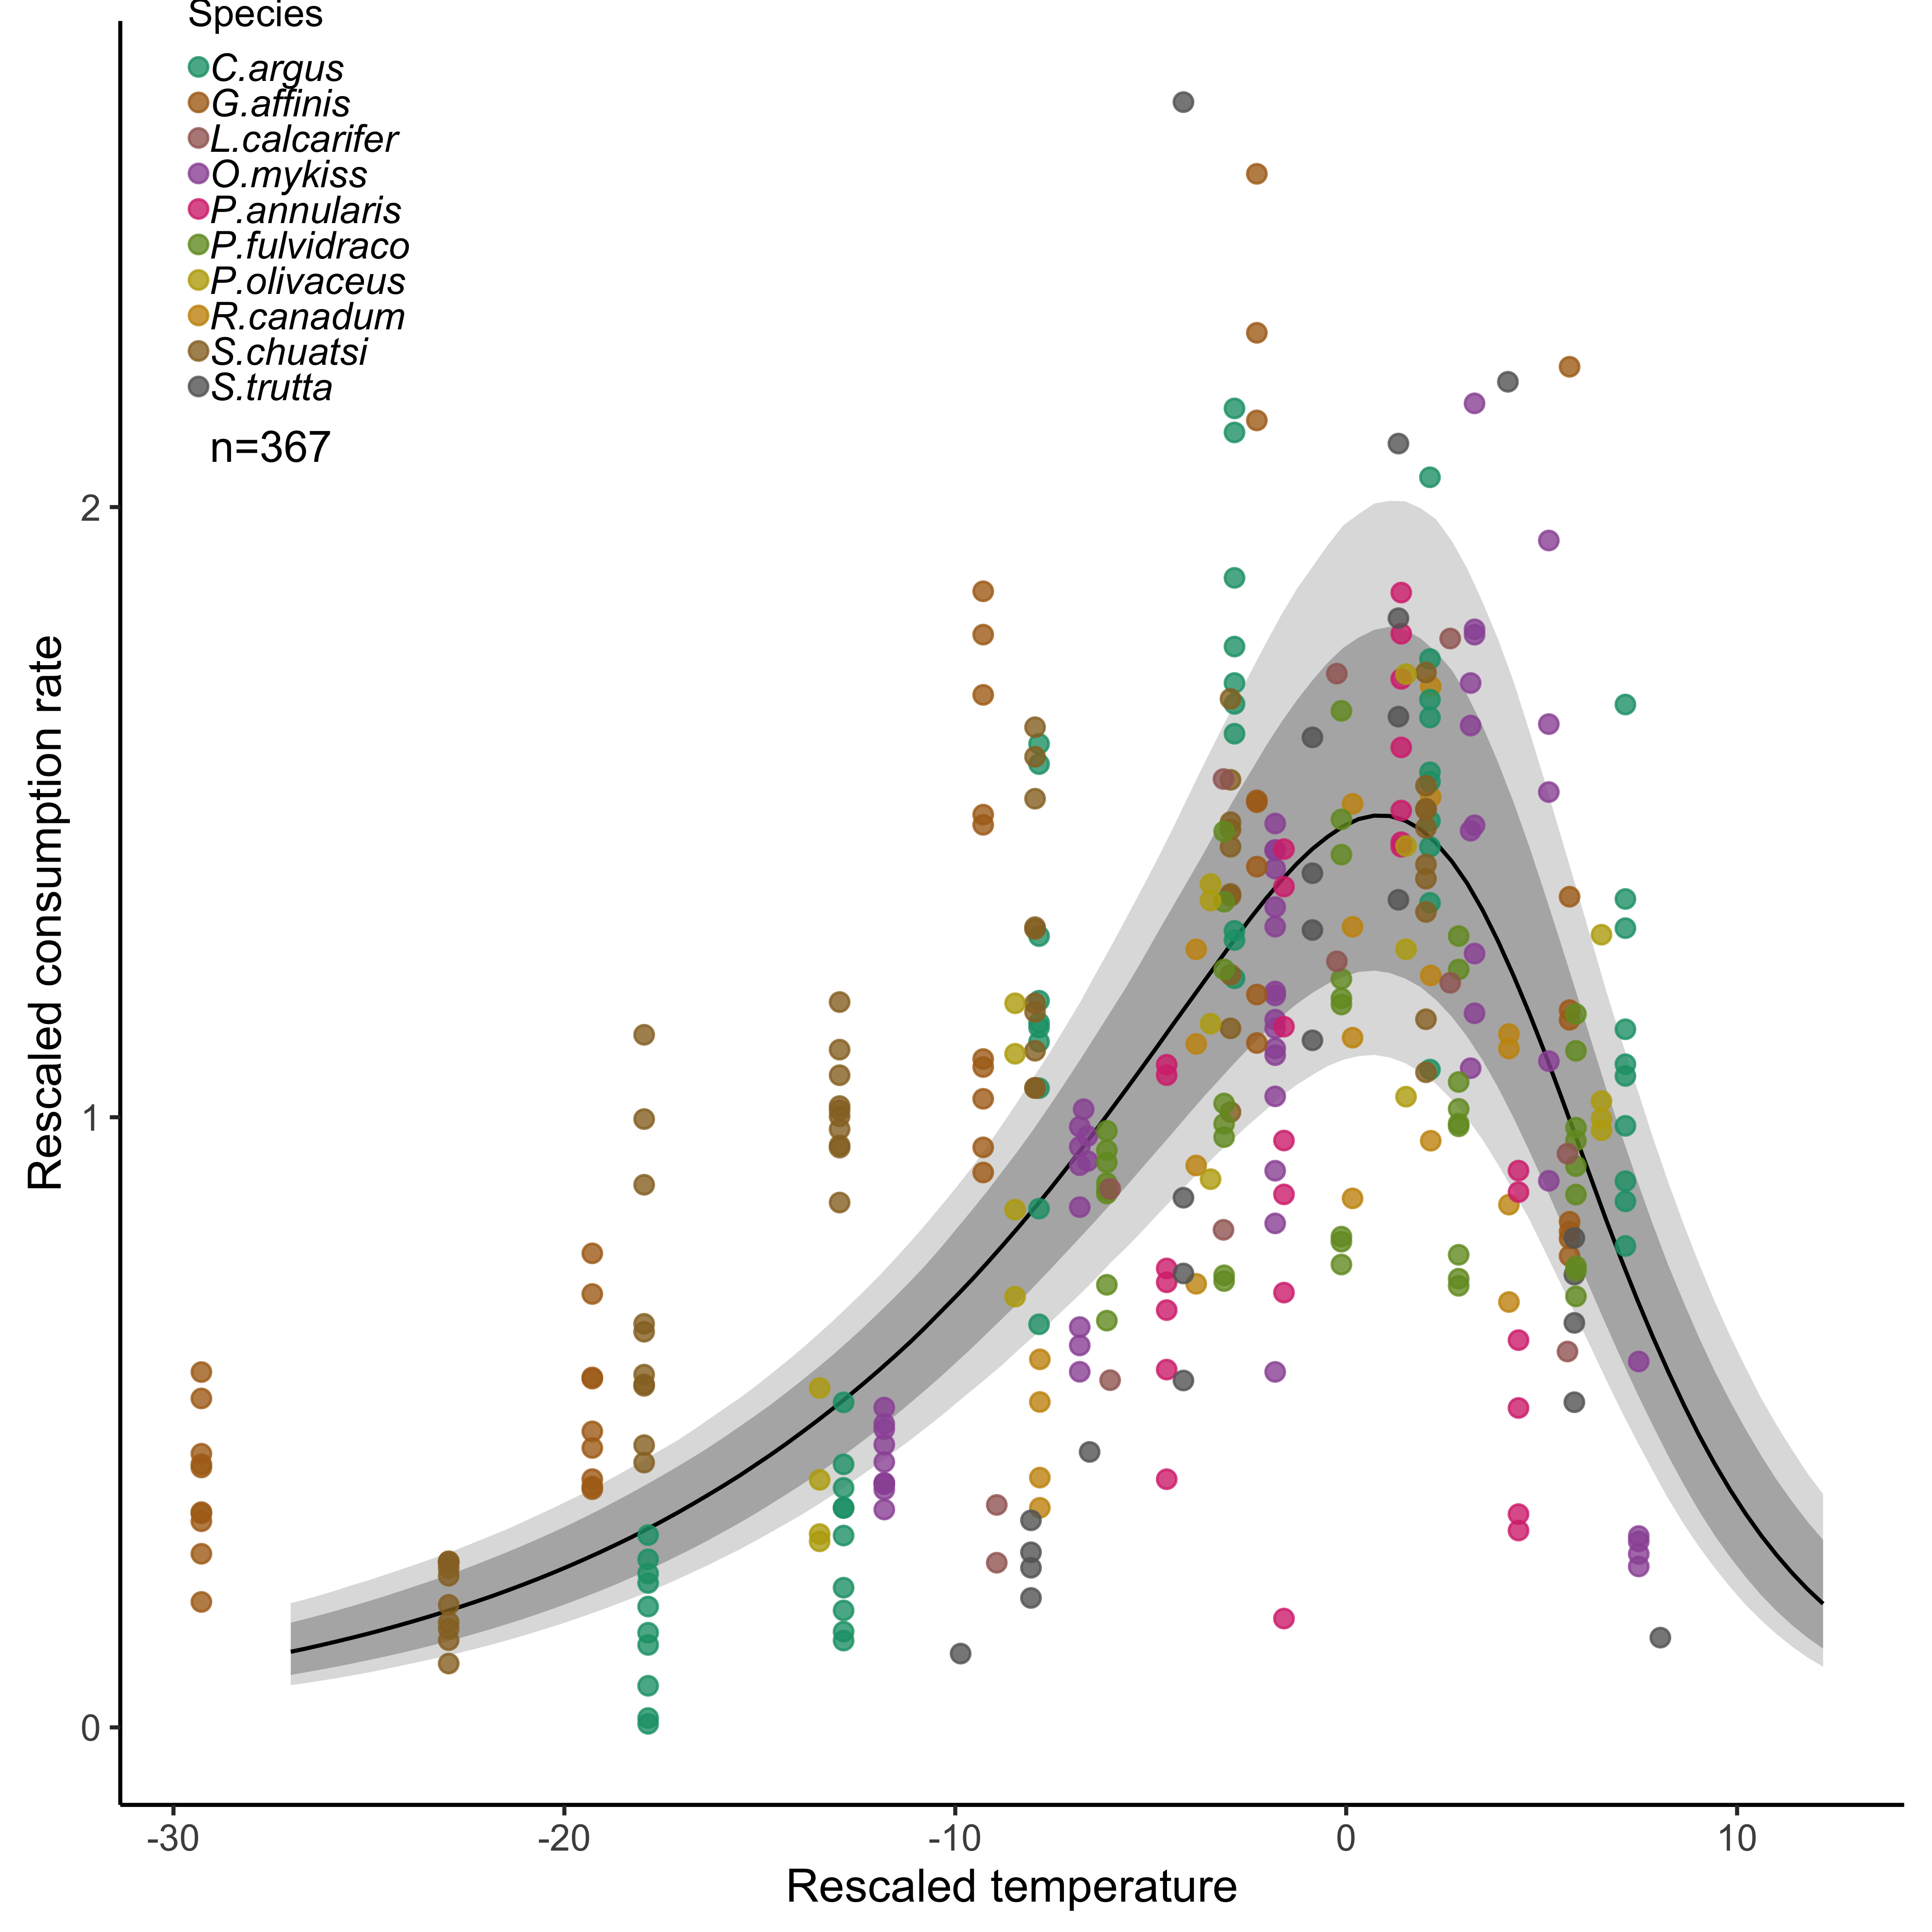 Species
C.argus
G.affinis
L.calcarifer
O.mykiss
P.annularis
P.fulvidraco
P.olivaceus
R.canadum
S.chuatsi
S.trutta
n=367
2
1
0
Rescaled consumption rate
-30 -20 -10 0 10
Rescaled temperature